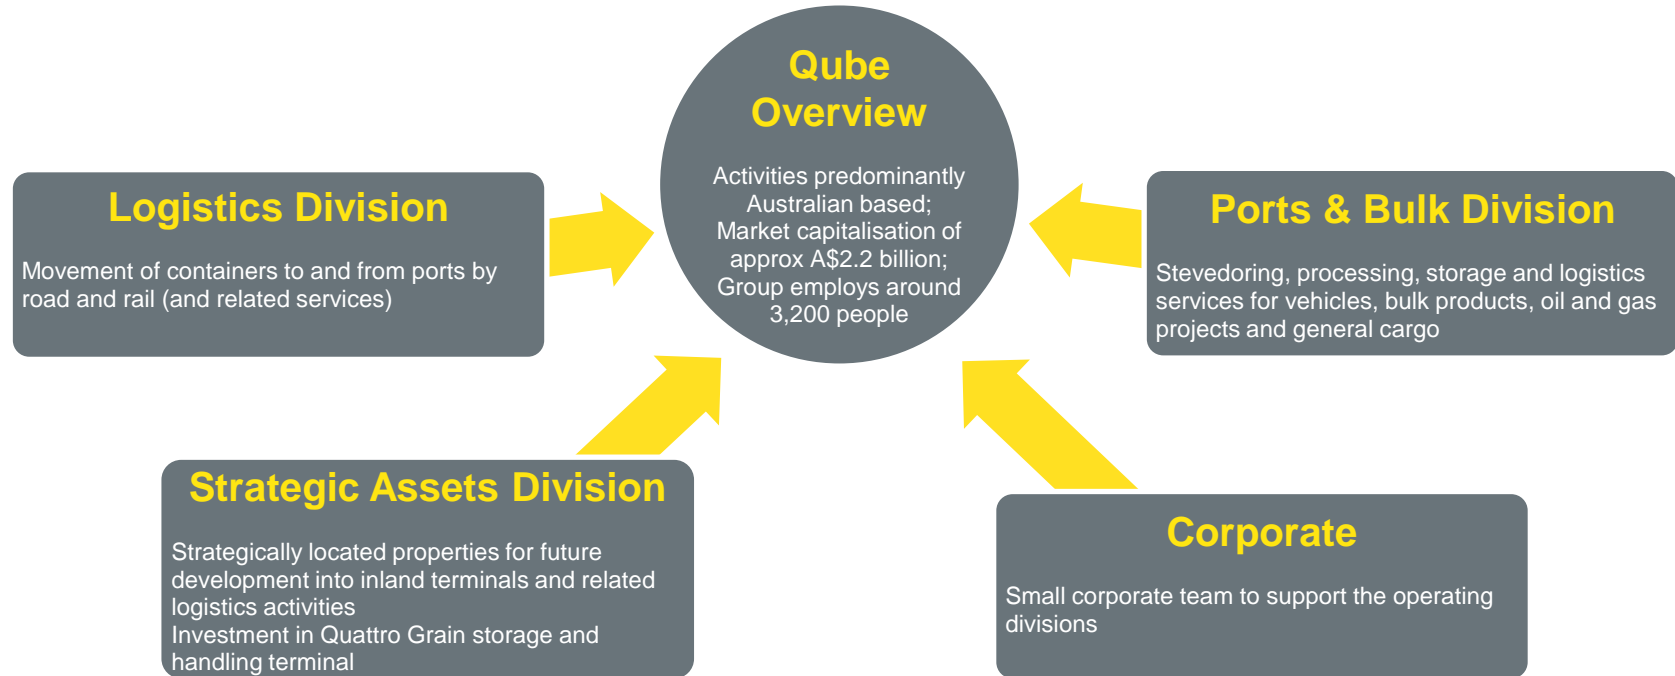 Qube
Overview
Activities predominantly
Australian based;
Market capitalisation of
approx A$2.2 billion;
Group employs around
3,200 people
Logistics Division
Movement of containers to and from ports by
road and rail (and related services)
Ports & Bulk Division
Stevedoring, processing, storage and logistics
services for vehicles, bulk products, oil and gas
projects and general cargo
Strategic Assets Division
Strategically located properties for future
development into inland terminals and related
logistics activities
Investment in Quattro Grain storage and
handling terminal
Corporate
Small corporate team to support the operating
divisions